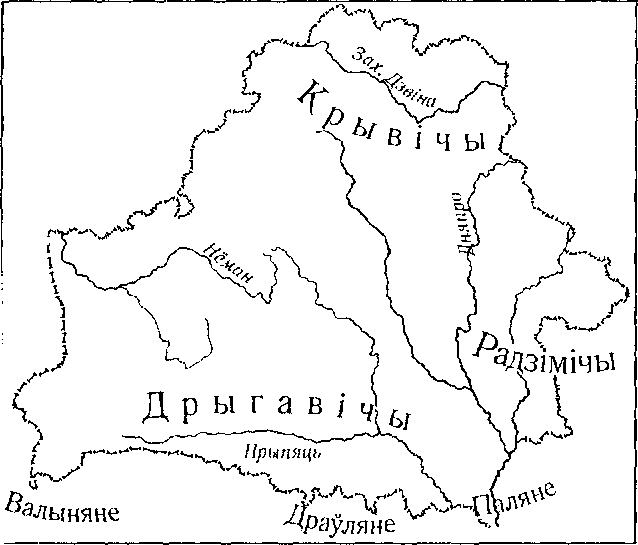 Зах. Дзвіна
Крывічы
Дняпро
Нёман
Радзімічы
Дрыгавічы
Прыпяць
Валыняне
Драўляне
Паляне